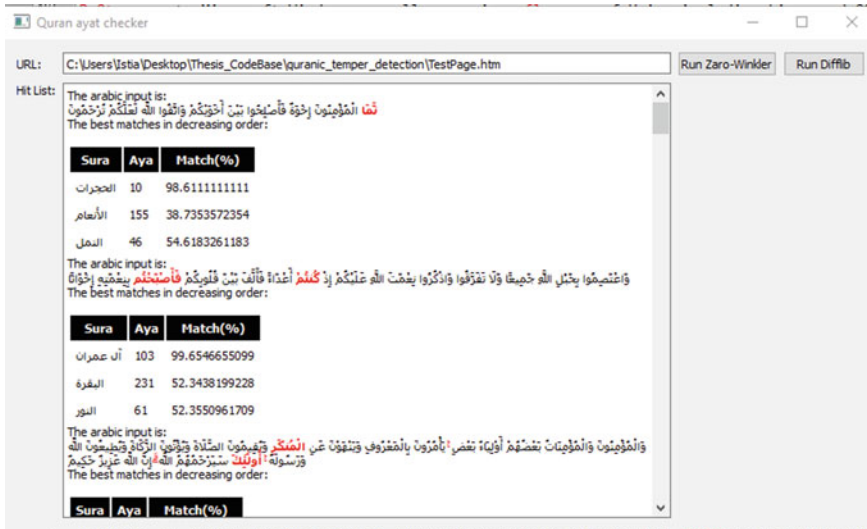 Quran ayat checker
URL: C:\Users\Istia\Desktop\Thesis_CodeBase\quranic_temper_detection\TestPage.htm Run Zaro-Winkler Run Difflib
Hit List: The arabic input is:
ثَّمَا الْمُؤْمِنُونَ إِخْوَةٌ فَأَصْلِحُوا بَيْنَ أَخَوَيْكُمْ وَاتَّقُوا اللَّهَ لَعَلَّكُمْ تُرْحَمُونَ
The best matches in decreasing order:
Sura Aya Match(%)
الحجرات 10 98.6111111111
الأنعام 155 38.7353572354
النمل 46 54.6183261183
The arabic input is:
وَاعْتَصِمُوا بِحَبْلِ اللَّهِ جَمِيعًا وَلَا تَفَرَّقُوا وَاذْكُرُوا نِعْمَتَ اللَّهِ عَلَيْكُمْ إِذْ كُنتُمْ أَعْدَاءً فَأَلَّفَ بَيْنَ قُلُوبِكُمْ فَأَصْبَحْتُم بِنِعْمَتِهِ إِخْوَانًا
The best matches in decreasing order:
Sura Aya Match(%)
آل عمران 103 99.6546655099
البقرة 231 52.3438199228
النور 61 52.3550961709
The arabic input is:
وَالْمُؤْمِنُونَ وَالْمُؤْمِنَاتُ بَعْضُهُمْ أَوْلِيَاءُ بَعْضٍ ۚ يَأْمُرُونَ بِالْمَعْرُوفِ وَيَنْهَوْنَ عَنِ الْمُنكَرِ وَيُقِيمُونَ الصَّلَاةَ وَيُؤْتُونَ الزَّكَاةَ وَيُطِيعُونَ اللَّهَ
وَرَسُولَهُ ۚ أُولَٰئِكَ سَيَرْحَمُهُمُ اللَّهُ ۗ إِنَّ اللَّهَ عَزِيزٌ حَكِيمٌ
The best matches in decreasing order:
Sura Aya Match(%)